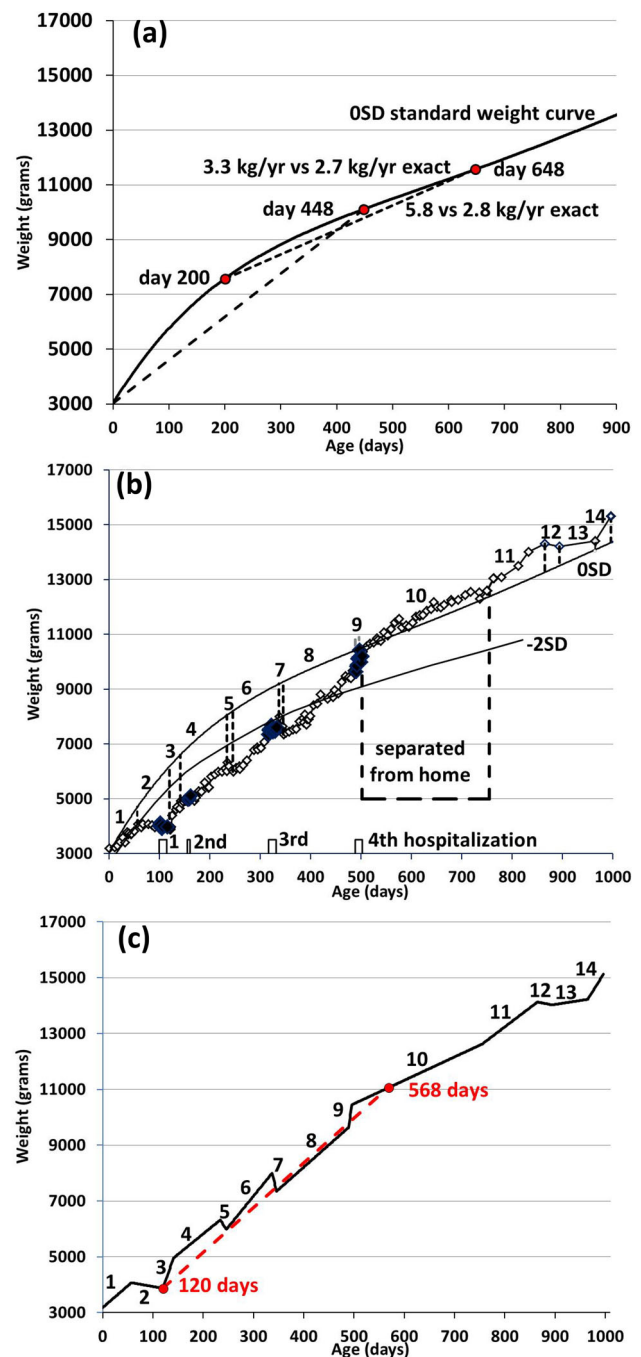 (a)
17000
15000
13000
11000
9000
7000
5000
3000
Weight (grams)
0SD standard weight curve
3.3 kg/yr vs 2.7 kg/yr exact
day 648
day 448
5.8 vs 2.8 kg/yr exact
day 200
0 100 200 300 400 500 600 700 800 900
Age (days)
(b)
17000
15000
13000
11000
9000
7000
5000
3000
Weight (grams)
1 2 3 4 5 6 7 8 9 10 11 12 13 14
0SD
-2SD
separated
from home
1 2nd 3rd 4th hospitalization
0 100 200 300 400 500 600 700 800 900 1000
Age (days)
(c)
17000
15000
13000
11000
9000
7000
5000
3000
Weight (grams)
1 2 3 4 5 6 7 8 9 10 11 12 13 14
568 days
120 days
0 100 200 300 400 500 600 700 800 900 1000
Age (days)